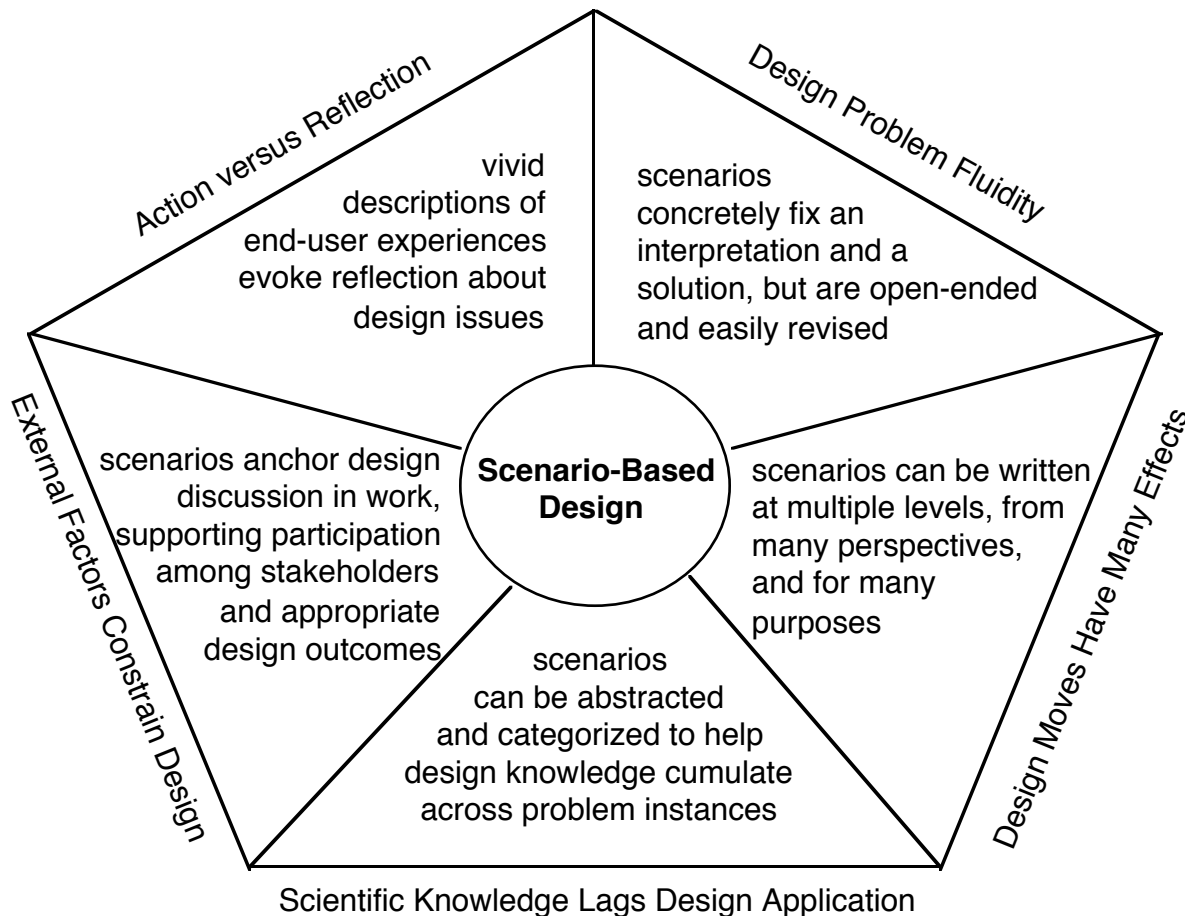 Action versus Reflection
Design Problem Fluidity
vivid
descriptions of
end-user experiences
evoke reflection about
design issues
scenarios
concretely fix an
interpretation and a
solution, but are open-ended
and easily revised
External Factors Constrain Design
scenarios anchor design
discussion in work,
supporting participation
among stakeholders
and appropriate
design outcomes
Scenario-Based
Design
scenarios can be written
at multiple levels, from
many perspectives,
and for many
purposes
Design Moves Have Many Effects
scenarios
can be abstracted
and categorized to help
design knowledge cumulate
across problem instances
Scientific Knowledge Lags Design Application